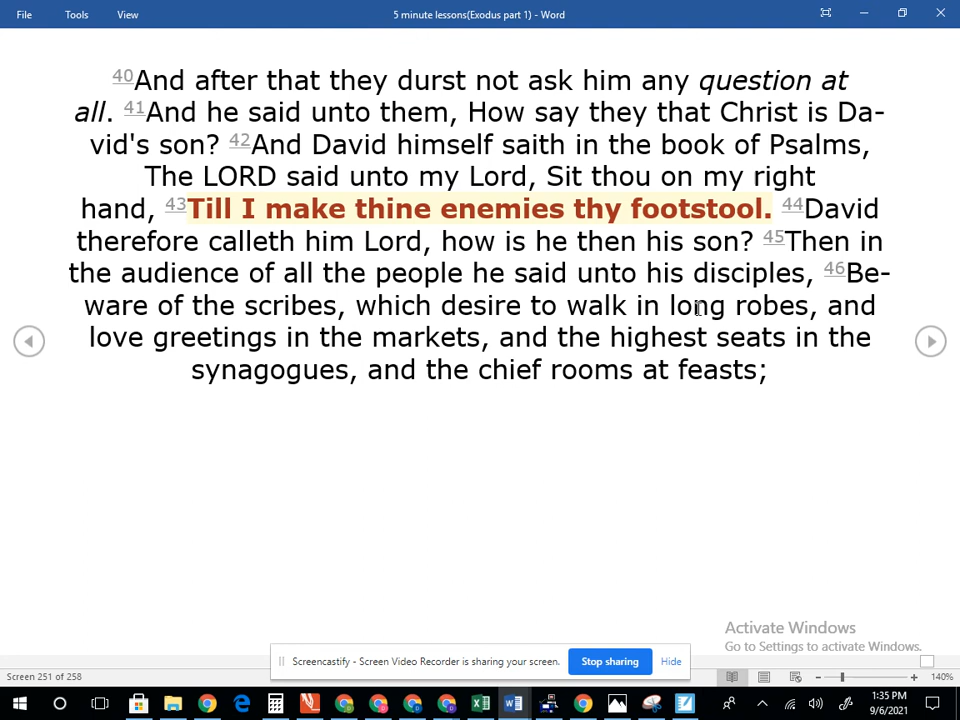 File Tools View 5 minute lessons(Exodus part 1) - Word
40And after that they durst not ask him any question at
all. 41And he said unto them, How say they that Christ is Da-
vid's son? 42And David himself saith in the book of Psalms,
The LORD said unto my Lord, Sit thou on my right
hand, 43Till I make thine enemies thy footstool. 44David
therefore calleth him Lord, how is he then his son? 45Then in
the audience of all the people he said unto his disciples, 46Be-
ware of the scribes, which desire to walk in long robes, and
love greetings in the markets, and the highest seats in the
synagogues, and the chief rooms at feasts;
Activate Windows
Go to Settings to activate Windows.
Screencastify - Screen Video Recorder is sharing your screen. Stop sharing Hide
Screen 251 of 258 140%
1:35 PM
9/6/2021